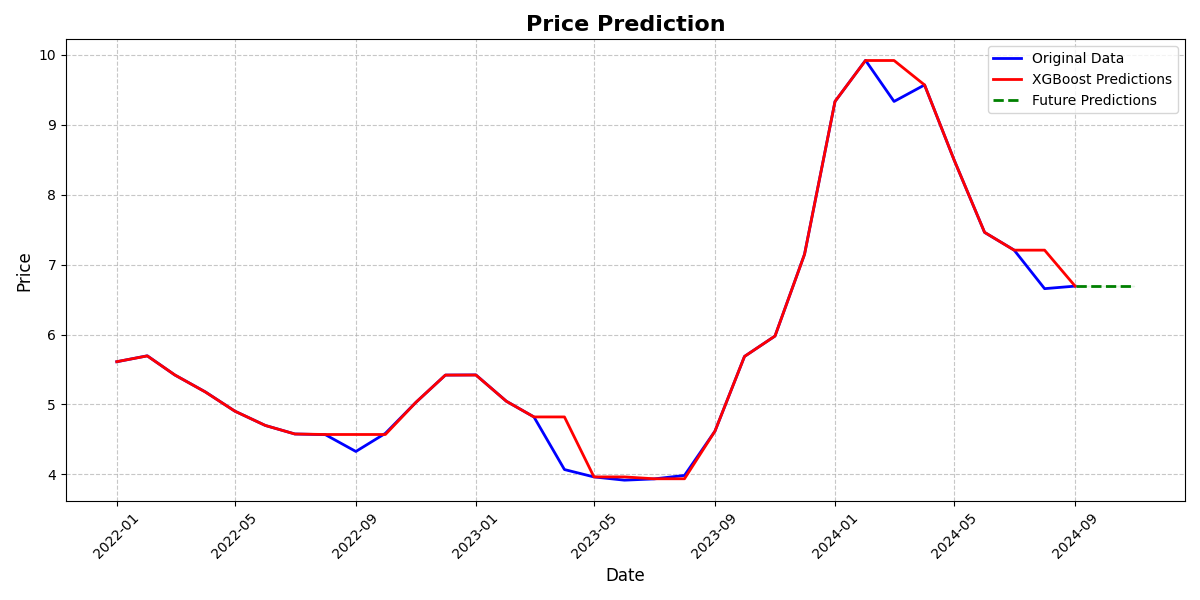 Price Prediction
Original Data
XGBoost Predictions
Future Predictions
Price
10
9
8
7
6
5
4
2022-01
2022-05
2022-09
2023-01
2023-05
2023-09
2024-01
2024-05
2024-09
Date